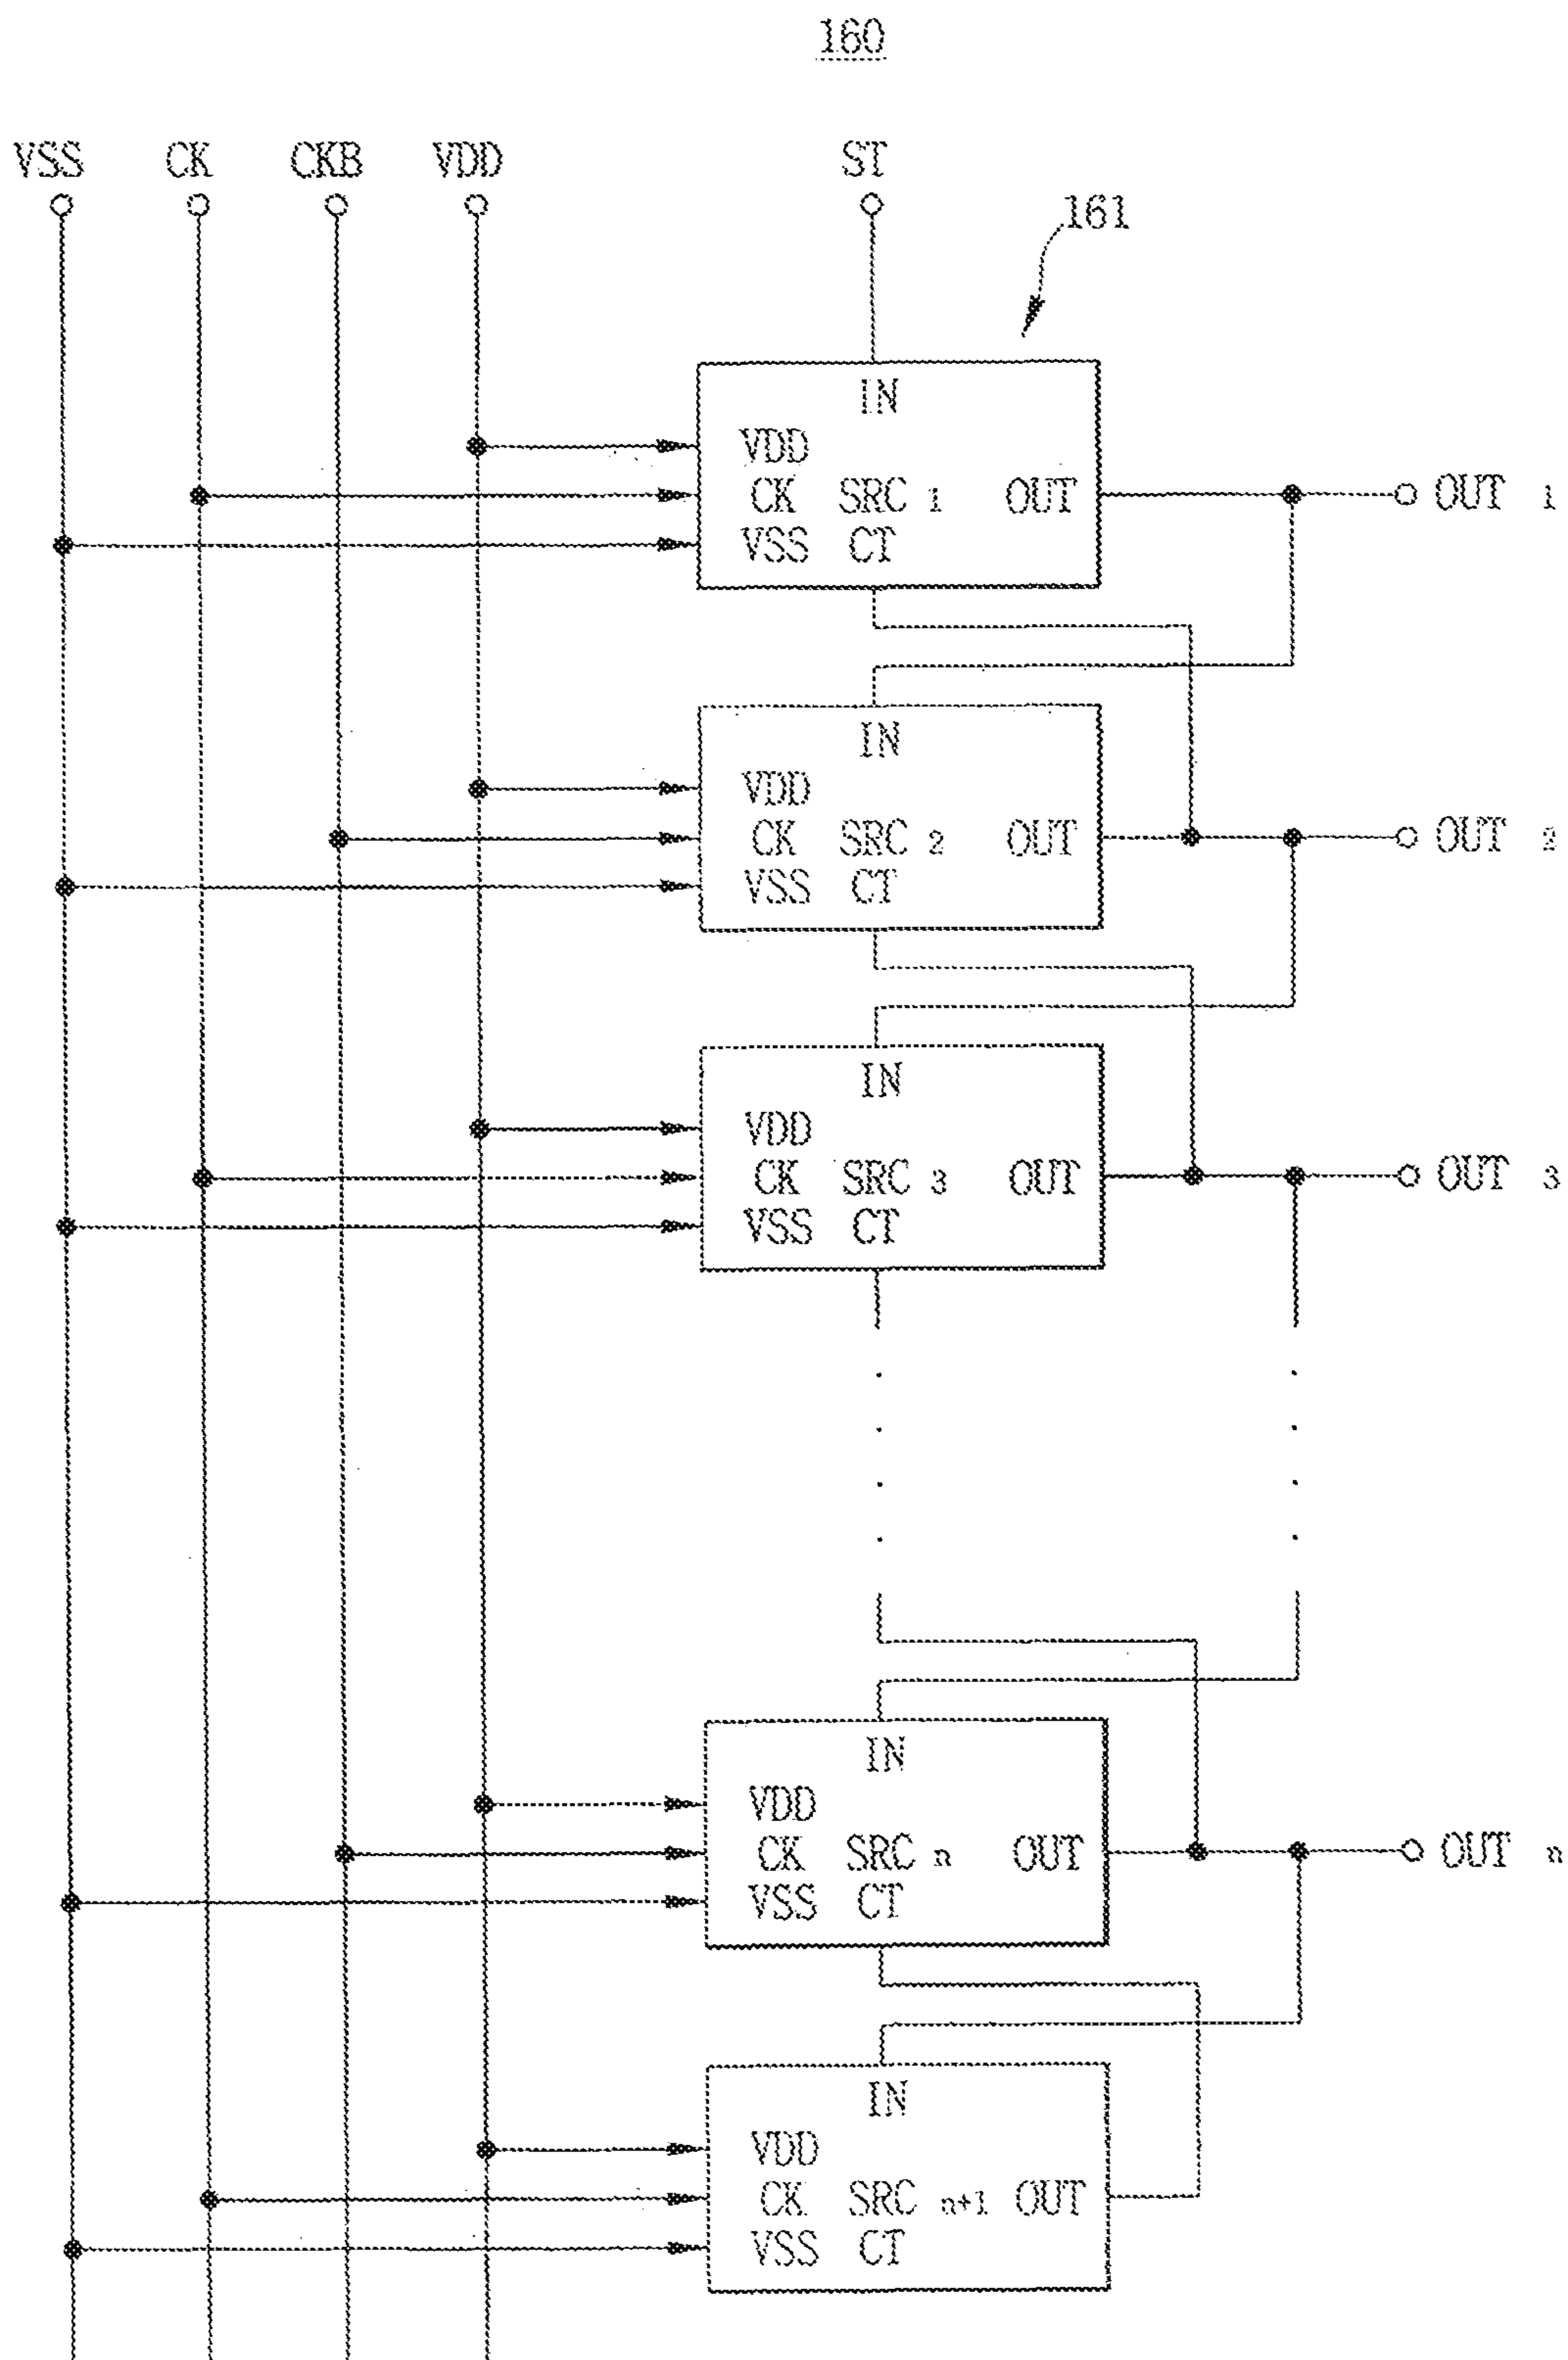 160
VSS CK CKB VDD ST
161
IN
VDD
CK SRC 1 OUT OUT 1
VSS CT
IN
VDD
CK SRC 2 OUT OUT 2
VSS CT
IN
VDD
CK SRC 3 OUT OUT 3
VSS CT
IN
VDD
CK SRC n OUT OUT n
VSS CT
IN
VDD
CK SRC n+1 OUT
VSS CT